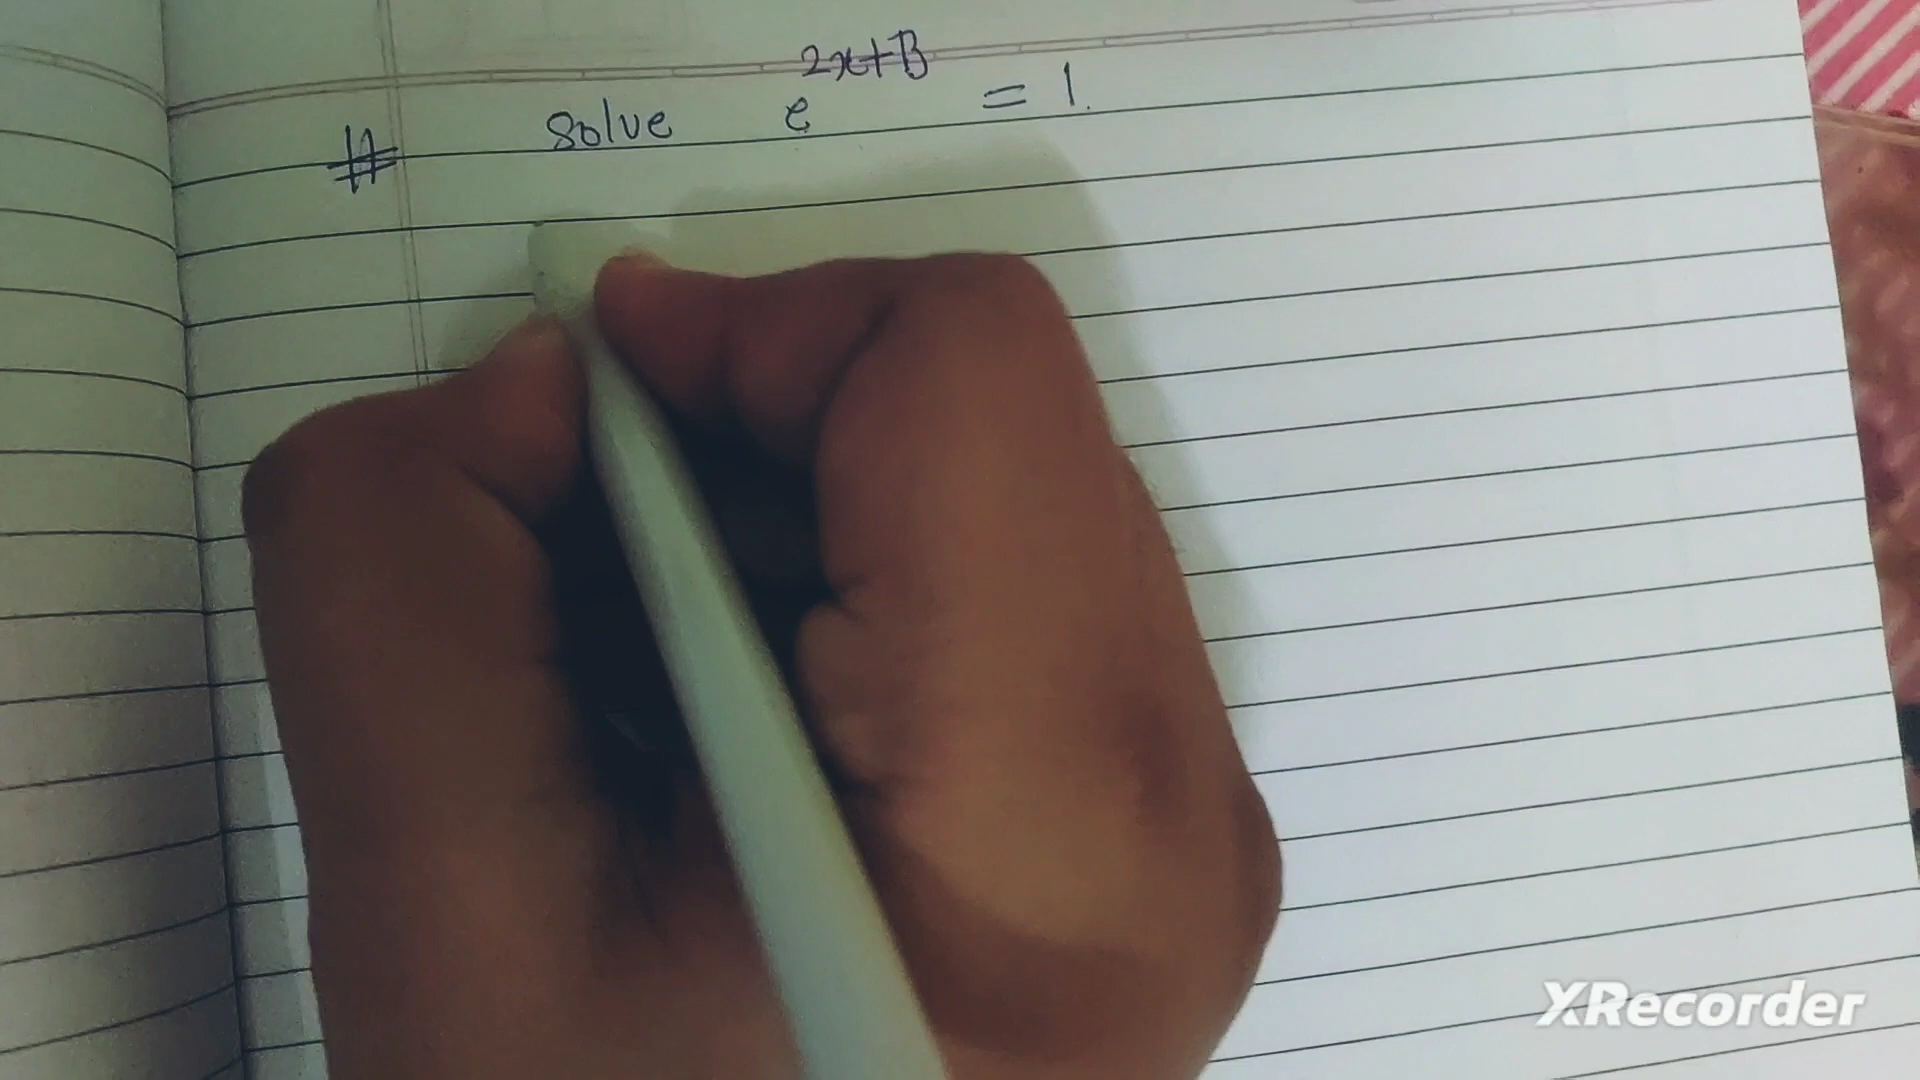 # solve e^{2x+B} = 1.
XRecorder